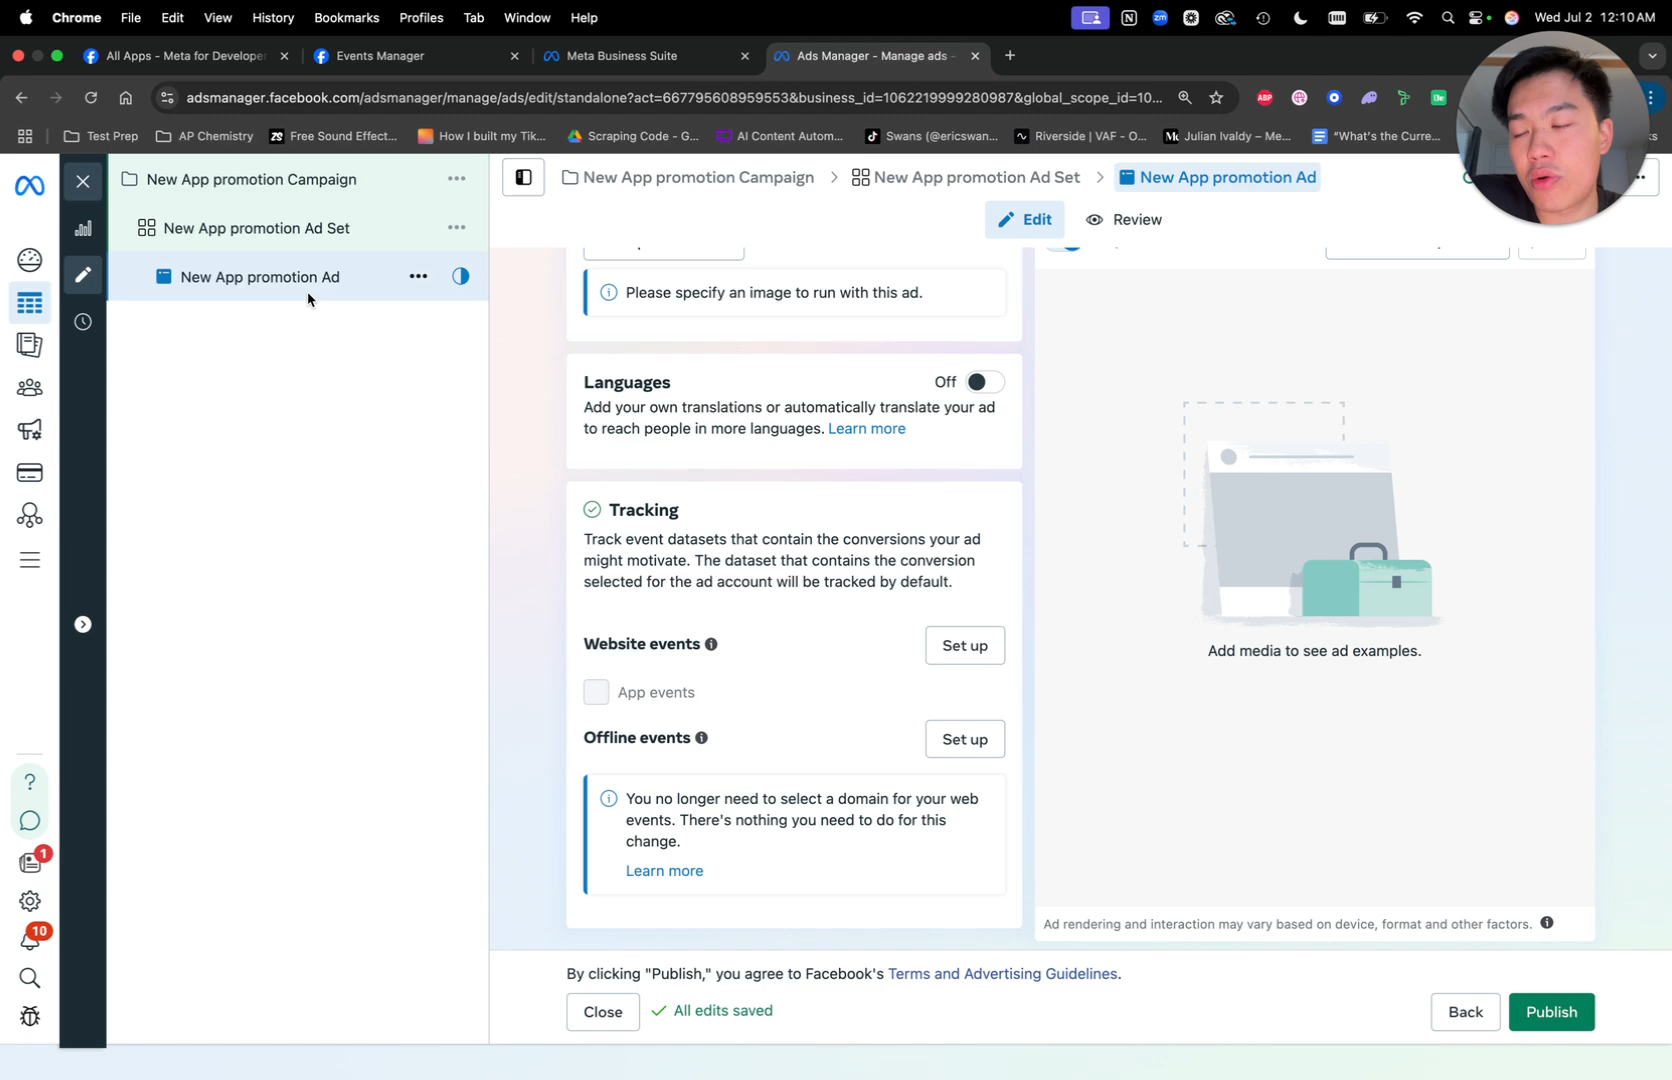 Chrome File Edit View History Bookmarks Profiles Tab Window Help Wed Jul 2 12:10 AM
All Apps - Meta for Developer Events Manager Meta Business Suite Ads Manager - Manage ads -
adsmanager.facebook.com/adsmanager/manage/ads/edit/standalone?act=667795608959553&business_id=1062219999280987&global_scope_id=10...
ABP
Test Prep AP Chemistry Free Sound Effect... How I built my Tik... Scraping Code - G... AI Content Autom... Swans (@ericswan... Riverside | VAF - O... Julian Ivaldy – Me... "What's the Curre...
New App promotion Campaign
New App promotion Ad Set
New App promotion Ad
New App promotion Campaign New App promotion Ad Set New App promotion Ad
Edit Review
Please specify an image to run with this ad.
Languages Off
Add your own translations or automatically translate your ad
to reach people in more languages. Learn more
Tracking
Track event datasets that contain the conversions your ad
might motivate. The dataset that contains the conversion
selected for the ad account will be tracked by default.
Website events Set up
App events
Offline events Set up
You no longer need to select a domain for your web
events. There's nothing you need to do for this
change.
Learn more
Add media to see ad examples.
Ad rendering and interaction may vary based on device, format and other factors.
1
10
By clicking "Publish," you agree to Facebook's Terms and Advertising Guidelines.
Close All edits saved Back Publish